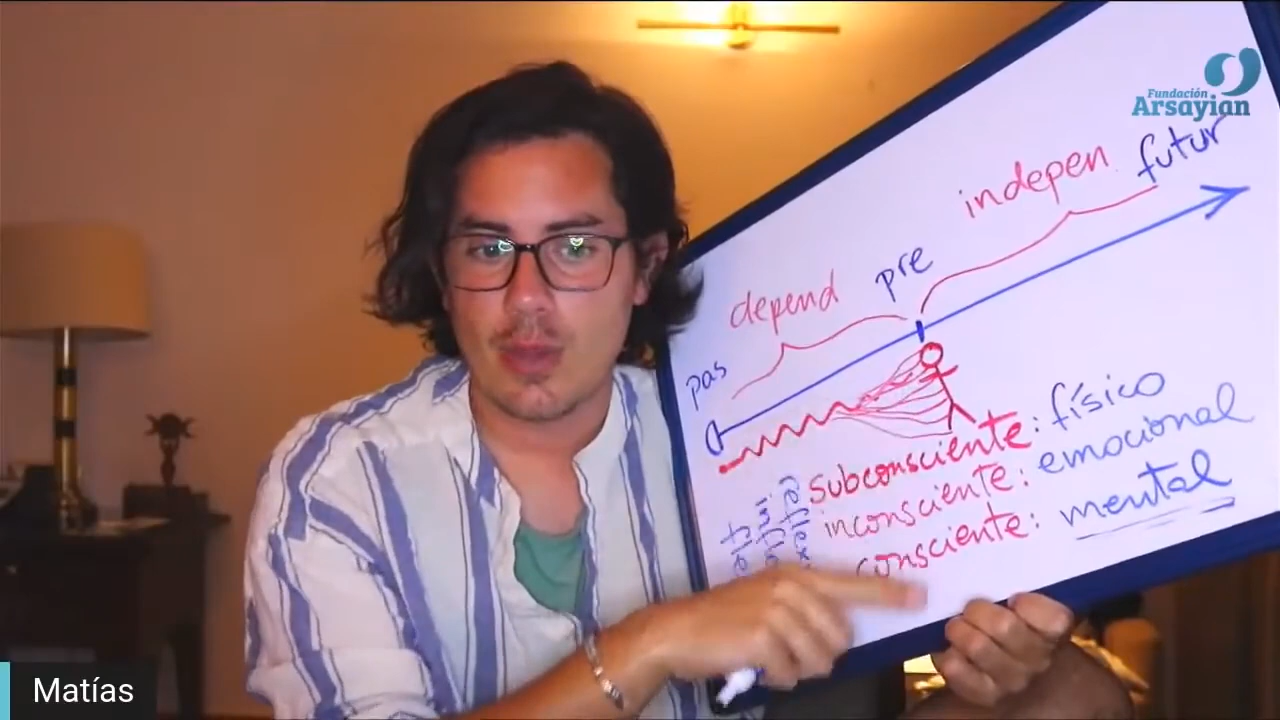 Fundación
Arsayian
futur
indepen.
pre
depend
pas
subconsciente: físico
inconsciente: emocional
consciente: mental
Matías